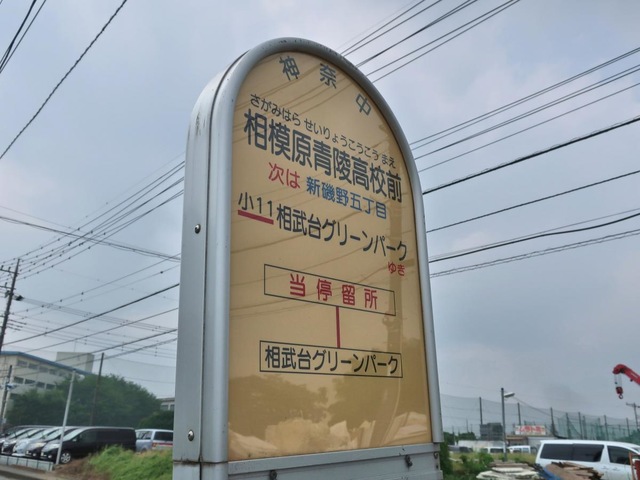 神奈中
さがみはら せいりょうこうこう まえ
相模原青陵高校前
次は 新磯野五丁目
小11 相武台グリーンパーク
ゆき
当停留所
相武台グリーンパーク